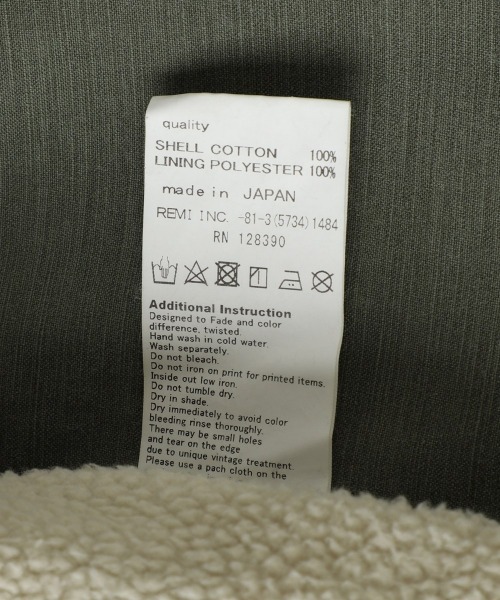 quality
SHELL COTTON 100%
LINING POLYESTER 100%
made in JAPAN
REMI INC. -81-3(5734)1484
RN 128390
Additional Instruction
Designed to Fade and color
difference, twisted.
Hand wash in cold water.
Wash separately.
Do not bleach.
Do not iron on print for printed items.
Inside out low iron.
Do not tumble dry.
Dry in shade.
Dry immediately to avoid color
bleeding rinse thoroughly.
There may be small holes
and tear on the edge
due to unique vintage treatment.
Please use a pach cloth on the